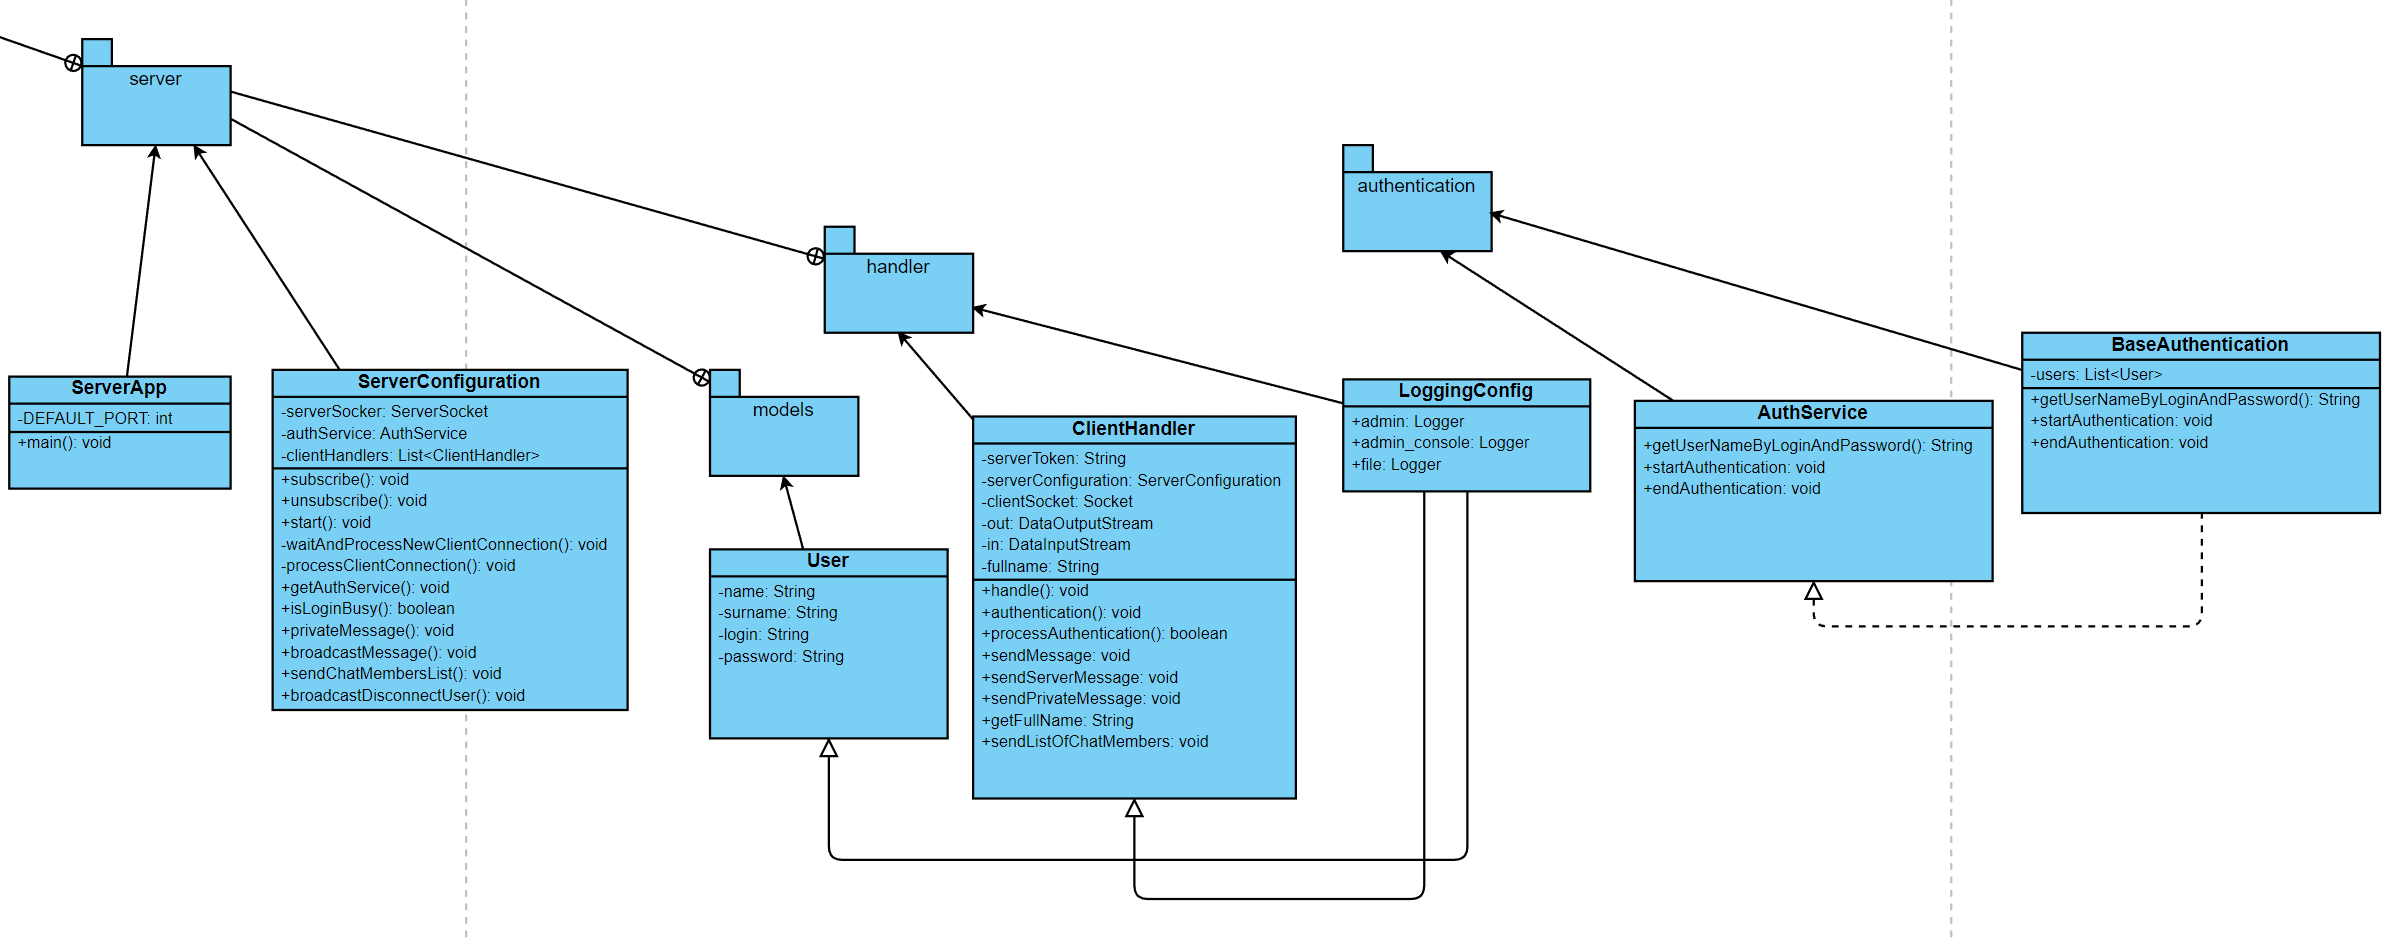 server
handler
models
authentication
ServerApp
-DEFAULT_PORT: int
+main(): void
ServerConfiguration
-serverSocker: ServerSocket
-authService: AuthService
-clientHandlers: List<ClientHandler>
+subscribe(): void
+unsubscribe(): void
+start(): void
-waitAndProcessNewClientConnection(): void
-processClientConnection(): void
+getAuthService(): void
+isLoginBusy(): boolean
+privateMessage(): void
+broadcastMessage(): void
+sendChatMembersList(): void
+broadcastDisconnectUser(): void
User
-name: String
-surname: String
-login: String
-password: String
ClientHandler
-serverToken: String
-serverConfiguration: ServerConfiguration
-clientSocket: Socket
-out: DataOutputStream
-in: DataInputStream
-fullname: String
+handle(): void
+authentication(): void
+processAuthentication(): boolean
+sendMessage: void
+sendServerMessage: void
+sendPrivateMessage: void
+getFullName: String
+sendListOfChatMembers: void
LoggingConfig
+admin: Logger
+admin_console: Logger
+file: Logger
AuthService
+getUserNameByLoginAndPassword(): String
+startAuthentication: void
+endAuthentication: void
BaseAuthentication
-users: List<User>
+getUserNameByLoginAndPassword(): String
+startAuthentication: void
+endAuthentication: void